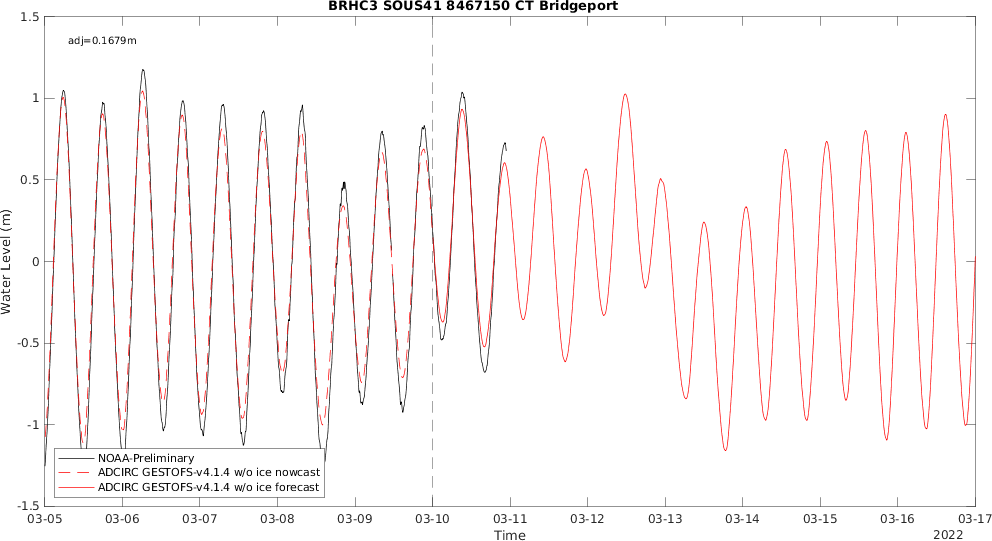 BRHC3 SOUS41 8467150 CT Bridgeport
adj=0.1679m
1.5
1
0.5
0
-0.5
-1
-1.5
Water Level (m)
NOAA-Preliminary
ADCIRC GESTOFS-v4.1.4 w/o ice nowcast
ADCIRC GESTOFS-v4.1.4 w/o ice forecast
03-05 03-06 03-07 03-08 03-09 03-10 03-11 03-12 03-13 03-14 03-15 03-16 03-17
Time
2022